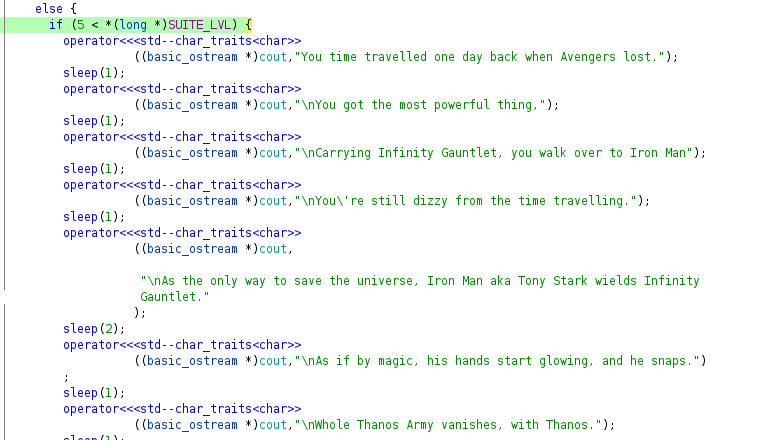 else {
if (5 < *(long *)SUITE_LVL) {
operator<<<std--char_traits<char>>
((basic_ostream *)cout,"You time travelled one day back when Avengers lost.");
sleep(1);
operator<<<std--char_traits<char>>
((basic_ostream *)cout,"\nYou got the most powerful thing,");
sleep(1);
operator<<<std--char_traits<char>>
((basic_ostream *)cout,"\nCarrying Infinity Gauntlet, you walk over to Iron Man");
sleep(1);
operator<<<std--char_traits<char>>
((basic_ostream *)cout,"\nYou\'re still dizzy from the time travelling.");
sleep(1);
operator<<<std--char_traits<char>>
((basic_ostream *)cout,
"\nAs the only way to save the universe, Iron Man aka Tony Stark wields Infinity
Gauntlet."
);
sleep(2);
operator<<<std--char_traits<char>>
((basic_ostream *)cout,"\nAs if by magic, his hands start glowing, and he snaps.")
;
sleep(1);
operator<<<std--char_traits<char>>
((basic_ostream *)cout,"\nWhole Thanos Army vanishes, with Thanos.");
sleep(1);